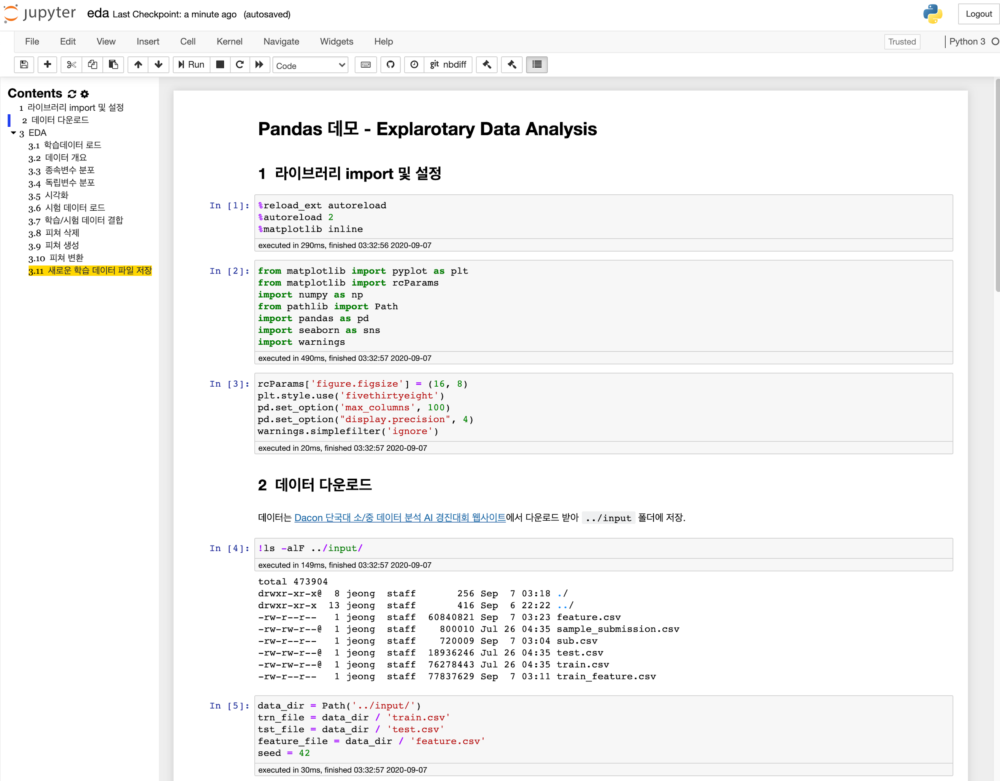 jupyter eda Last Checkpoint: a minute ago (autosaved)
Logout
File Edit View Insert Cell Kernel Navigate Widgets Help
Trusted
Python 3
Run
Code
git nbdiff
Contents
1 라이브러리 import 및 설정
2 데이터 다운로드
3 EDA
3.1 학습데이터 로드
3.2 데이터 개요
3.3 종속변수 분포
3.4 독립변수 분포
3.5 시각화
3.6 시험 데이터 로드
3.7 학습/시험 데이터 결합
3.8 피쳐 삭제
3.9 피쳐 생성
3.10 피쳐 변환
3.11 새로운 학습 데이터 파일 저장
Pandas 데모 - Explarotary Data Analysis
1 라이브러리 import 및 설정
In [1]:
%reload_ext autoreload
%autoreload 2
%matplotlib inline
executed in 290ms, finished 03:32:56 2020-09-07
In [2]:
from matplotlib import pyplot as plt
from matplotlib import rcParams
import numpy as np
from pathlib import Path
import pandas as pd
import seaborn as sns
import warnings
executed in 490ms, finished 03:32:57 2020-09-07
In [3]:
rcParams['figure.figsize'] = (16, 8)
plt.style.use('fivethirtyeight')
pd.set_option('max_columns', 100)
pd.set_option("display.precision", 4)
warnings.simplefilter('ignore')
executed in 20ms, finished 03:32:57 2020-09-07
2 데이터 다운로드
데이터는 Dacon 단국대 소/중 데이터 분석 AI 경진대회 웹사이트에서 다운로드 받아 ../input 폴더에 저장.
In [4]:
!ls -alF ../input/
executed in 149ms, finished 03:32:57 2020-09-07
total 473904
drwxr-xr-x@  8 jeong  staff       256 Sep  7 03:18 ./
drwxr-xr-x  13 jeong  staff       416 Sep  6 22:22 ../
-rw-r--r--   1 jeong  staff  60840821 Sep  7 03:23 feature.csv
-rw-rw-r--@  1 jeong  staff    800010 Jul 26 04:35 sample_submission.csv
-rw-r--r--   1 jeong  staff    720009 Sep  7 03:04 sub.csv
-rw-rw-r--@  1 jeong  staff  18936246 Jul 26 04:35 test.csv
-rw-rw-r--@  1 jeong  staff  76278443 Jul 26 04:35 train.csv
-rw-r--r--   1 jeong  staff  77837629 Sep  7 03:11 train_feature.csv
In [5]:
data_dir = Path('../input/')
trn_file = data_dir / 'train.csv'
tst_file = data_dir / 'test.csv'
feature_file = data_dir / 'feature.csv'
seed = 42
executed in 30ms, finished 03:32:57 2020-09-07